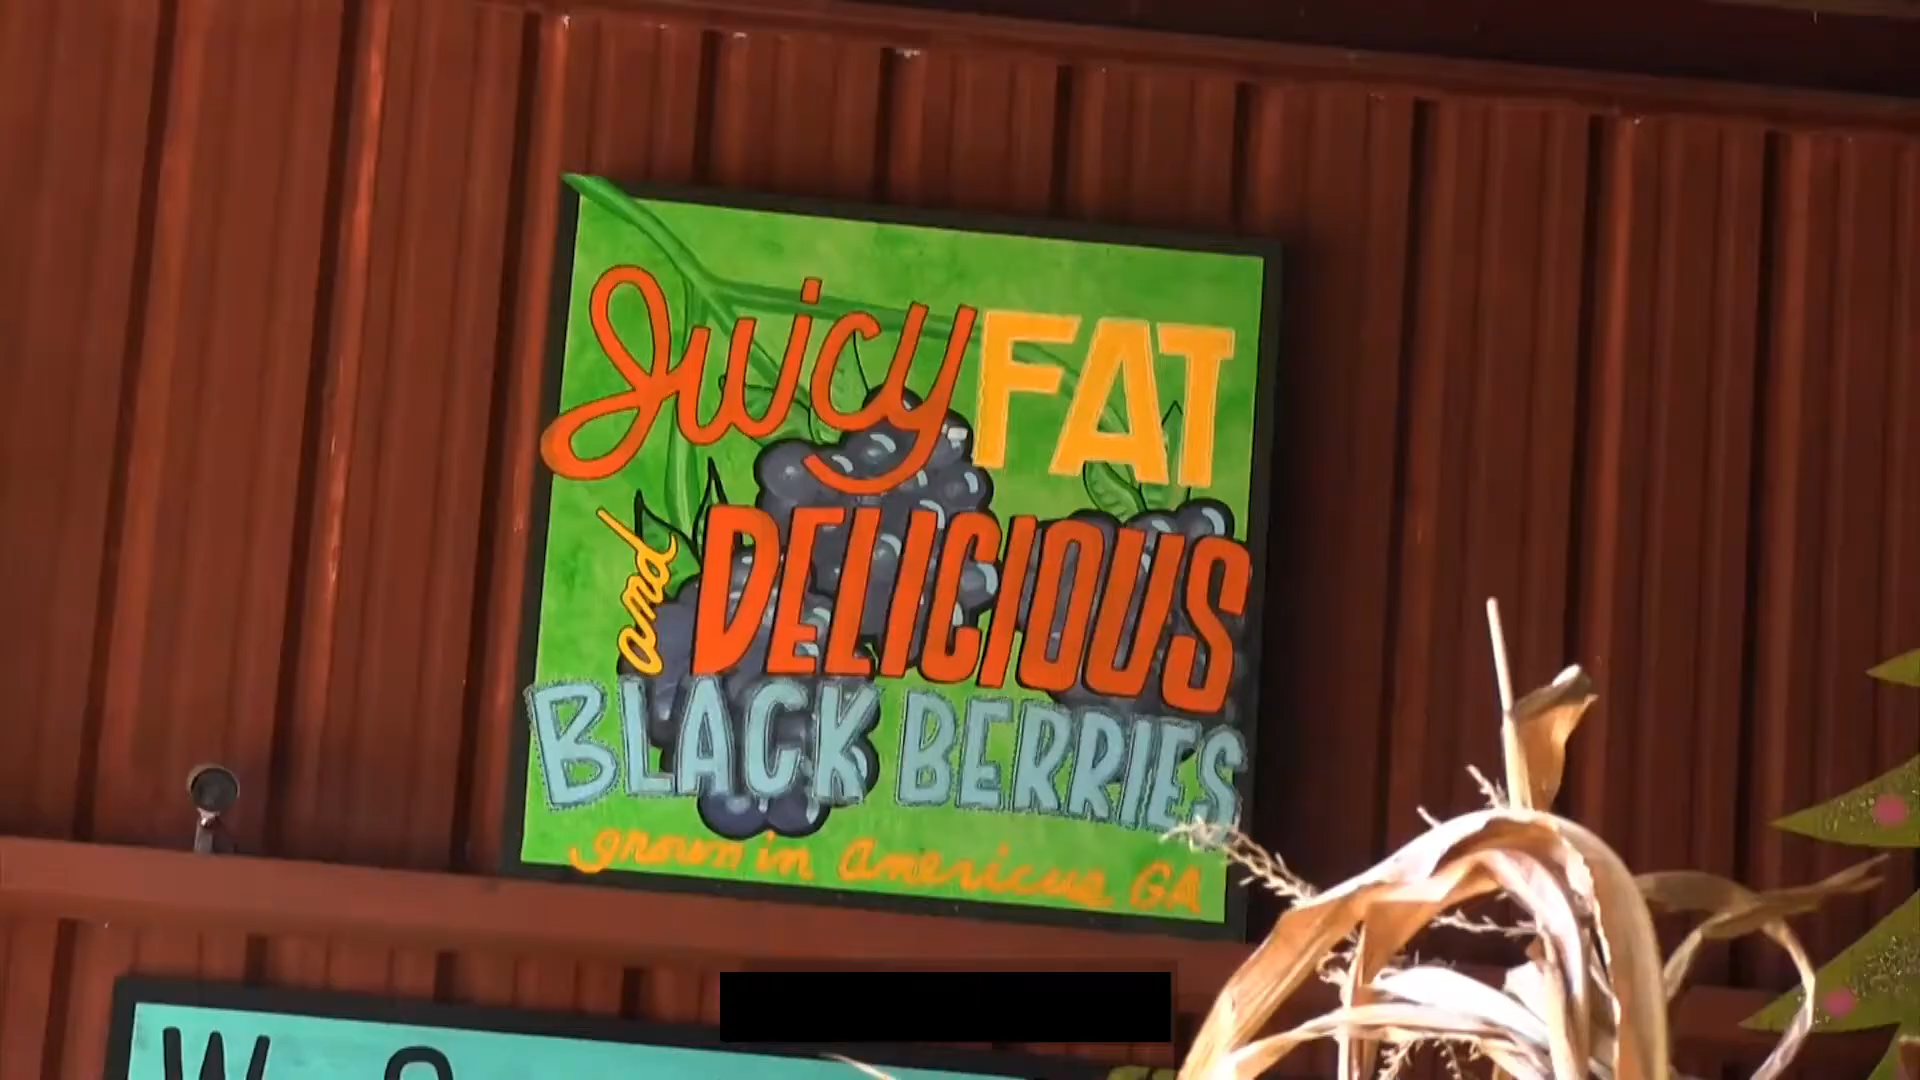 Juicy FAT
and DELICIOUS
BLACK BERRIES
grown in Americus GA